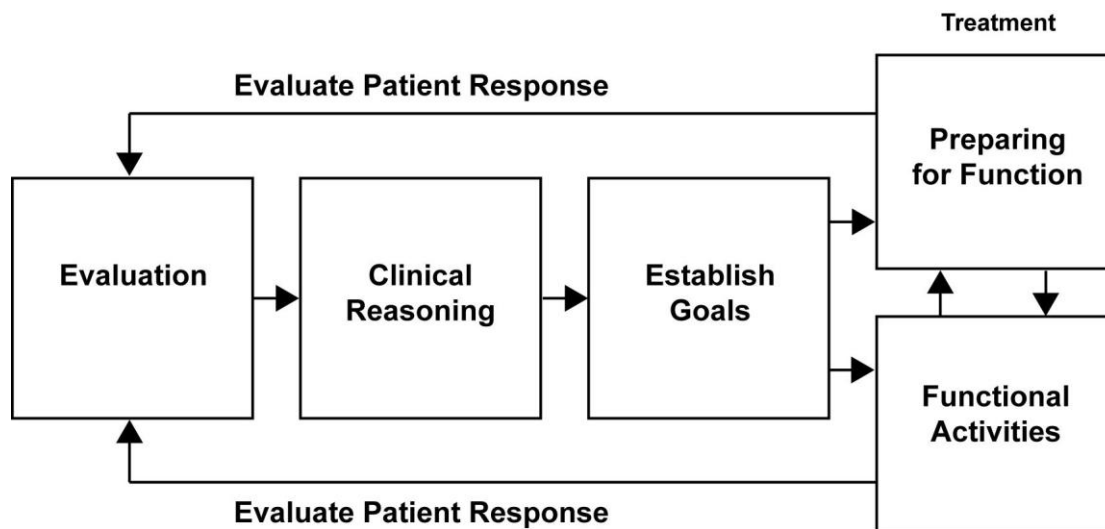 Treatment
Evaluate Patient Response
Preparing
for Function
Evaluation
Clinical
Reasoning
Establish
Goals
Functional
Activities
Evaluate Patient Response